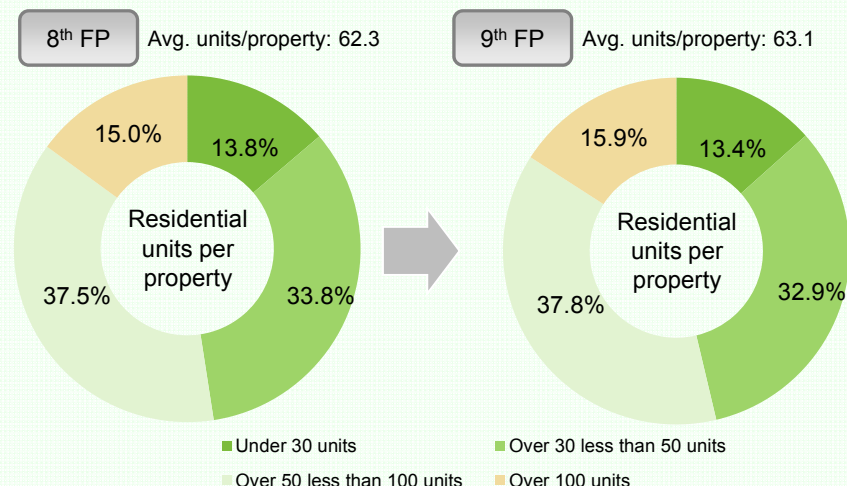 8th FP
Avg. units/property: 62.3
9th FP
Avg. units/property: 63.1
15.0%
13.8%
37.5%
33.8%
Residential
units per
property
15.9%
13.4%
37.8%
32.9%
Residential
units per
property
Under 30 units
Over 30 less than 50 units
Over 50 less than 100 units
Over 100 units